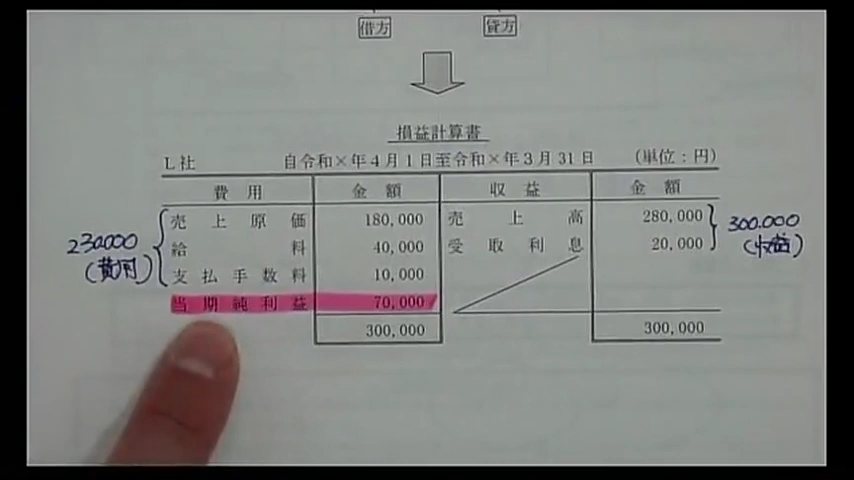 借方 貸方
損益計算書
L社 自令和×年4月1日至令和×年3月31日 (単位：円)
費用 金額 収益 金額
売上原価 180,000 売上高 280,000
給料 40,000 受取利息 20,000
支払手数料 10,000
当期純利益 70,000
300,000 300,000
230000
(費用)
300.000
(収益)